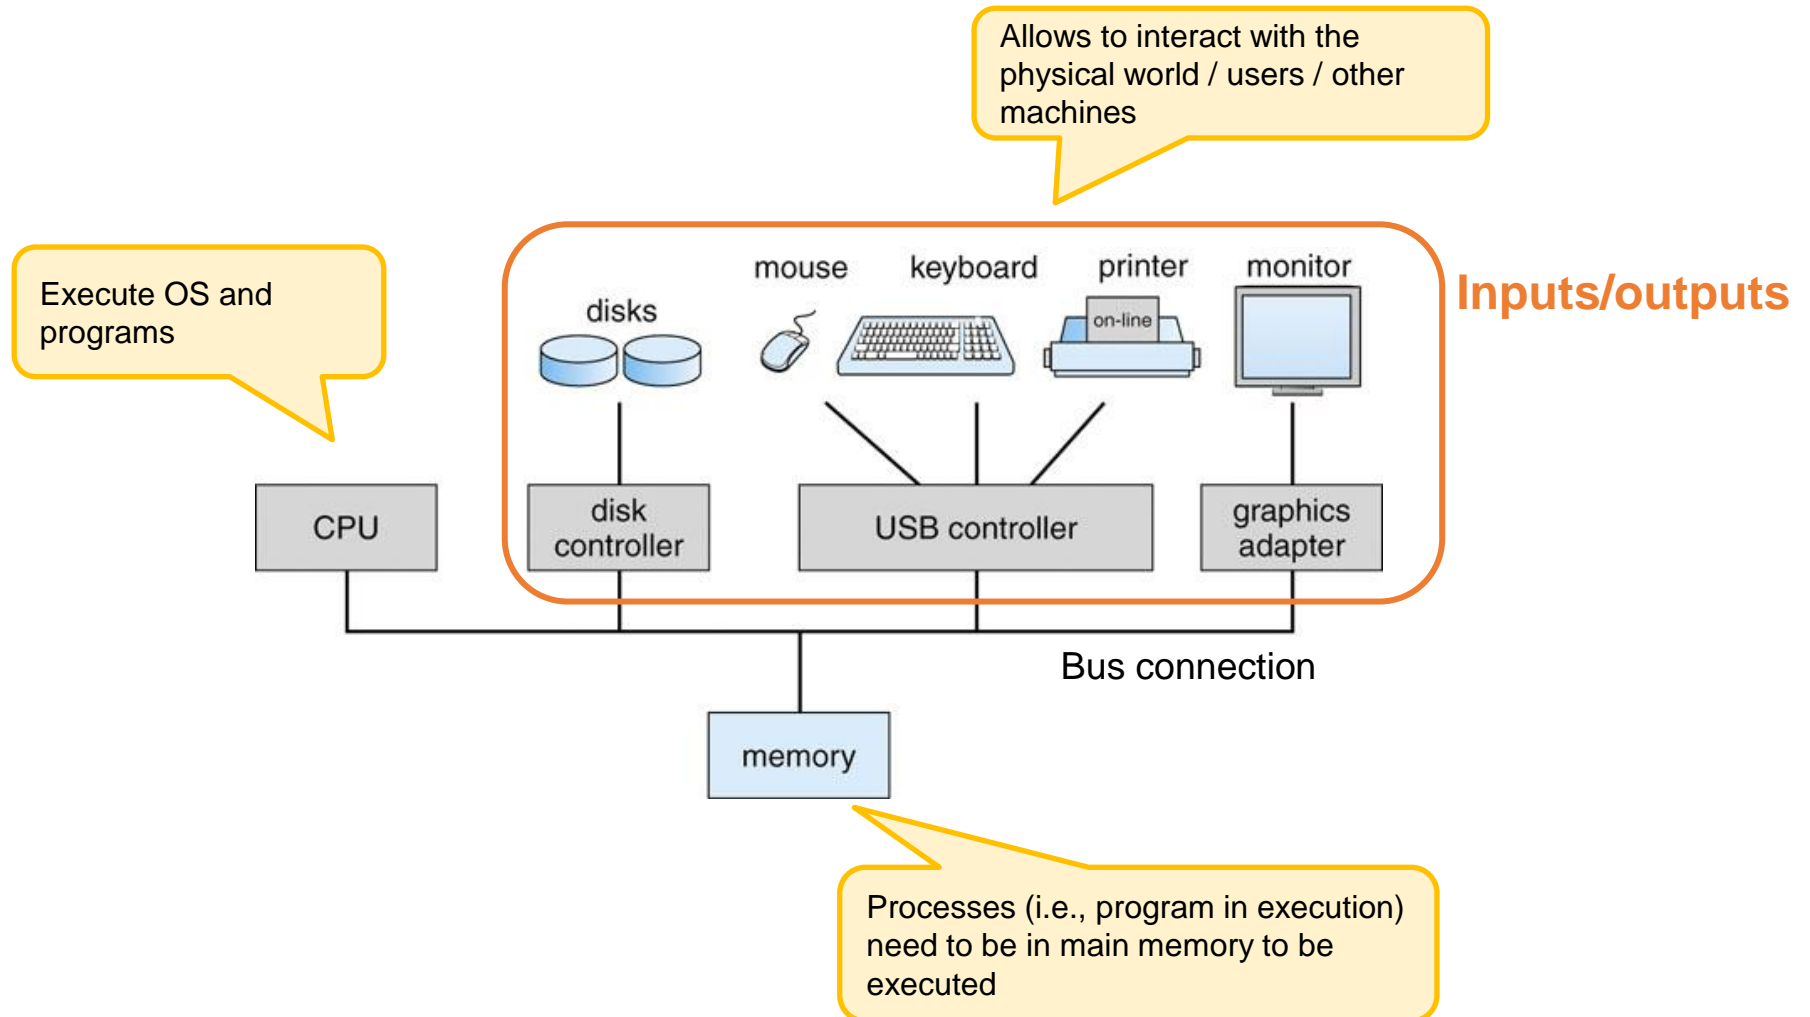 Allows to interact with the
physical world / users / other
machines
Execute OS and
programs
Inputs/outputs
disks
mouse
keyboard
printer
monitor
on-line
CPU
disk
controller
USB controller
graphics
adapter
Bus connection
memory
Processes (i.e., program in execution)
need to be in main memory to be
executed